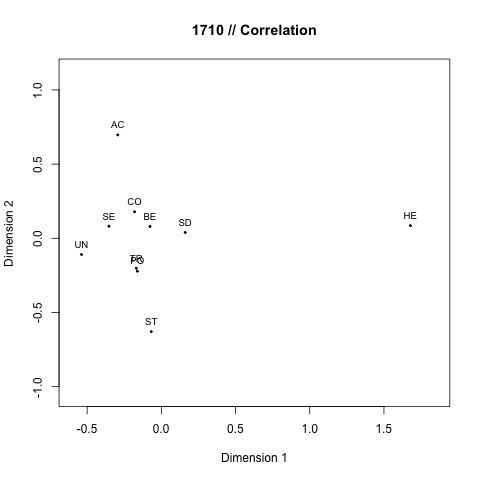 1710 // Correlation
Dimension 2
1.0
0.5
0.0
-0.5
-1.0
AC
CO
SE
BE
SD
HE
UN
TR
PO
ST
-0.5
0.0
0.5
1.0
1.5
Dimension 1